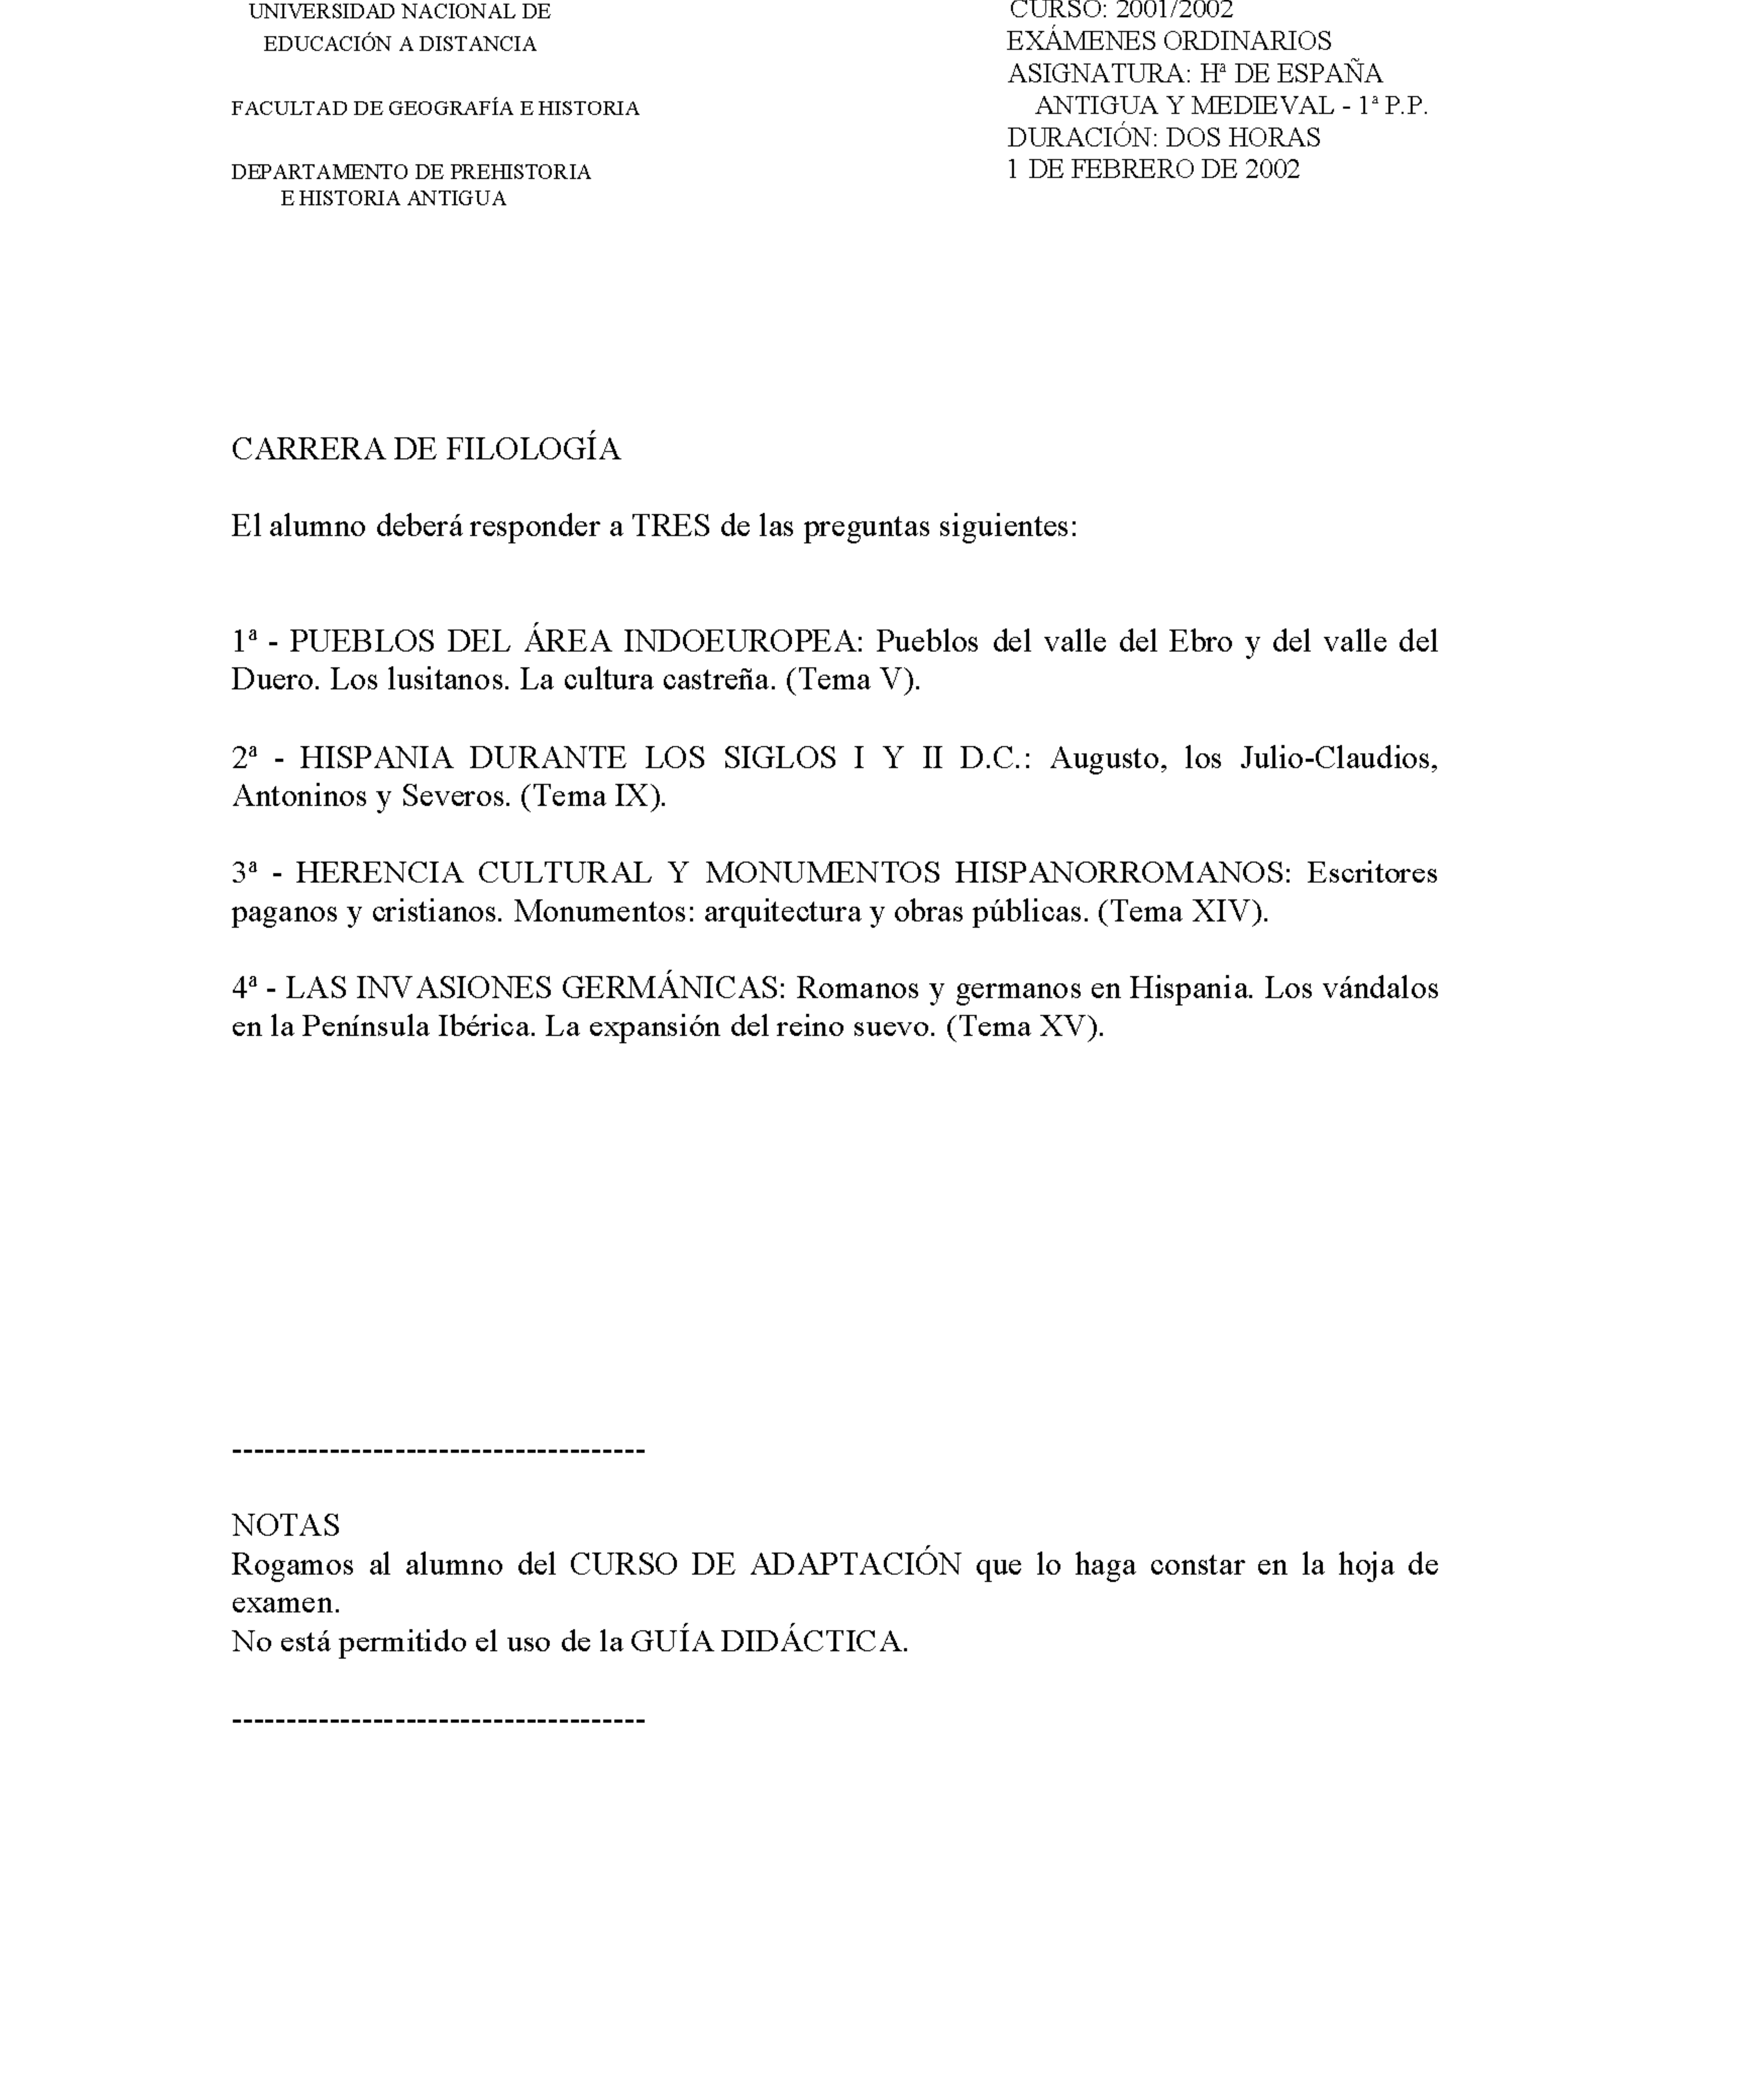 UNIVERSIDAD NACIONAL DE
EDUCACIÓN A DISTANCIA
FACULTAD DE GEOGRAFÍA E HISTORIA
DEPARTAMENTO DE PREHISTORIA
E HISTORIA ANTIGUA
CURSO: 2001/2002
EXÁMENES ORDINARIOS
ASIGNATURA: Hª DE ESPAÑA
ANTIGUA Y MEDIEVAL - 1ª P.P.
DURACIÓN: DOS HORAS
1 DE FEBRERO DE 2002
CARRERA DE FILOLOGÍA
El alumno deberá responder a TRES de las preguntas siguientes:
1ª - PUEBLOS DEL ÁREA INDOEUROPEA: Pueblos del valle del Ebro y del valle del
Duero. Los lusitanos. La cultura castreña. (Tema V).
2ª - HISPANIA DURANTE LOS SIGLOS I Y II D.C.: Augusto, los Julio-Claudios,
Antoninos y Severos. (Tema IX).
3ª - HERENCIA CULTURAL Y MONUMENTOS HISPANORROMANOS: Escritores
paganos y cristianos. Monumentos: arquitectura y obras públicas. (Tema XIV).
4ª - LAS INVASIONES GERMÁNICAS: Romanos y germanos en Hispania. Los vándalos
en la Península Ibérica. La expansión del reino suevo. (Tema XV).
--------------------------------------
NOTAS
Rogamos al alumno del CURSO DE ADAPTACIÓN que lo haga constar en la hoja de
examen.
No está permitido el uso de la GUÍA DIDÁCTICA.
--------------------------------------